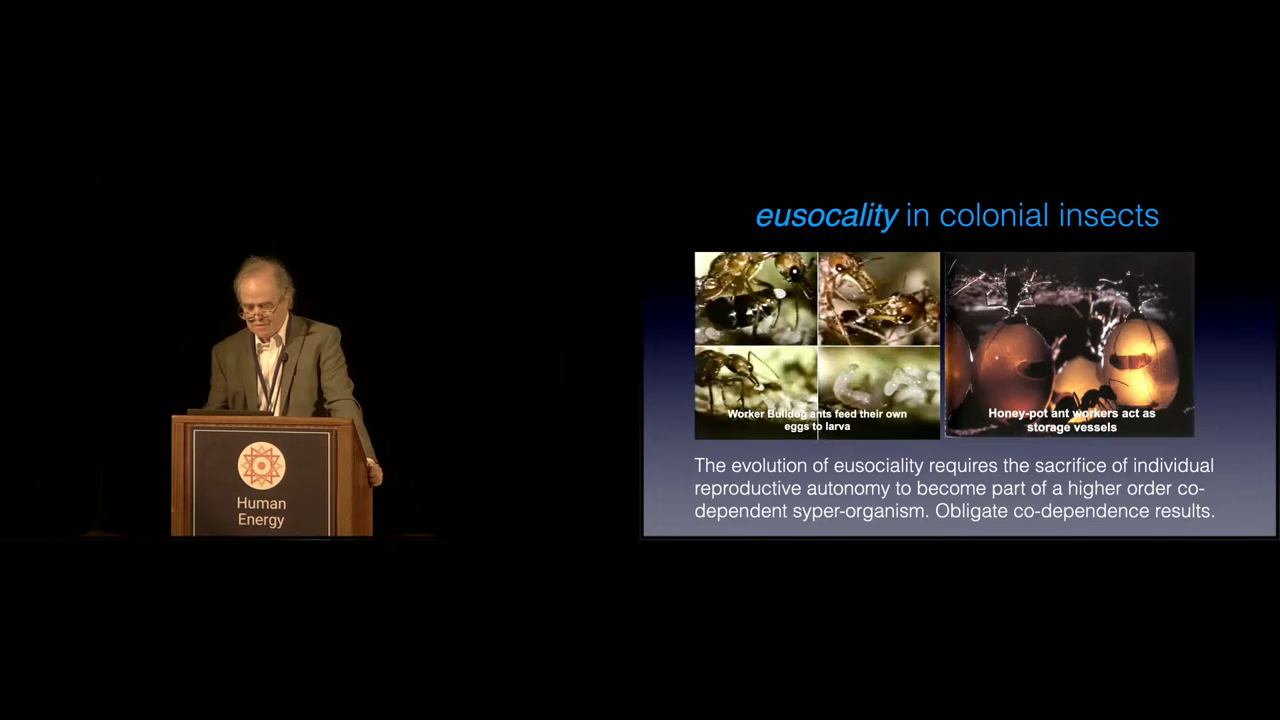 eusocality in colonial insects
Worker Bulldog ants feed their own
eggs to larva
Honey-pot ant workers act as
storage vessels
The evolution of eusociality requires the sacrifice of individual
reproductive autonomy to become part of a higher order co-
dependent syper-organism. Obligate co-dependence results.
Human
Energy